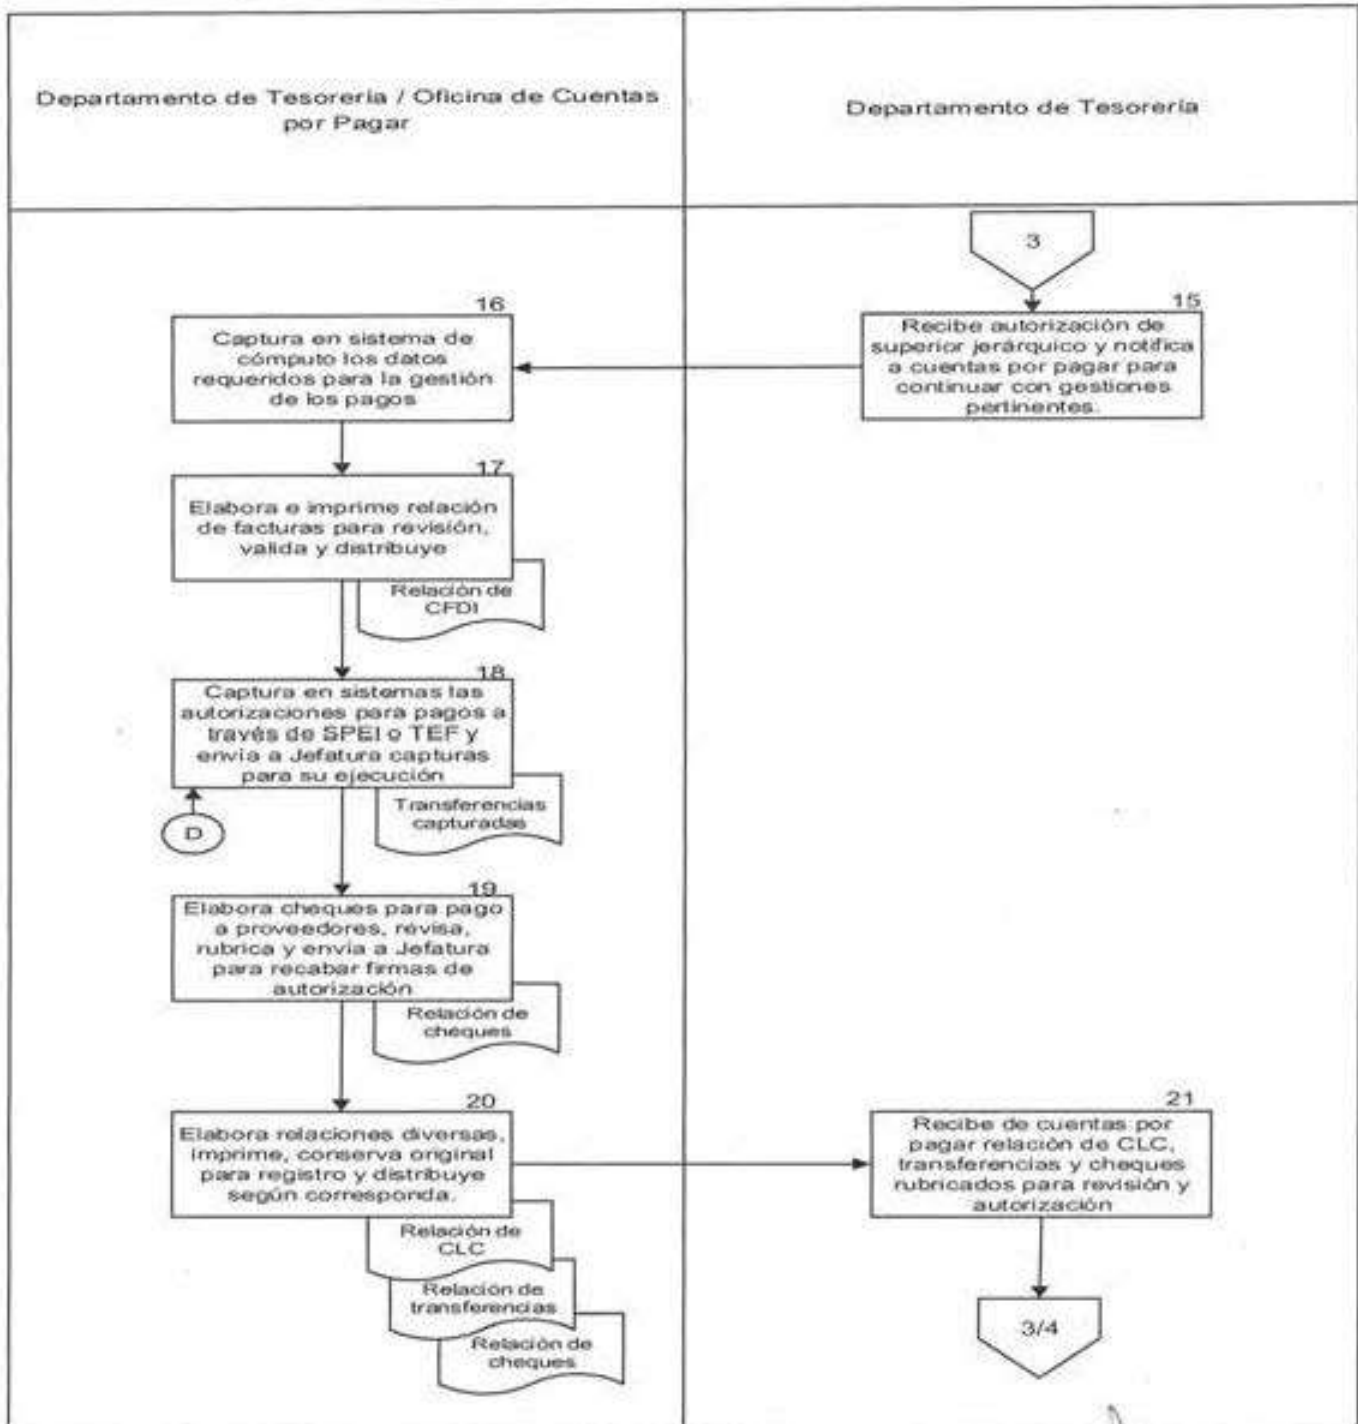 Departamento de Tesorería / Oficina de Cuentas
por Pagar
Departamento de Tesorería
3
15
Recibe autorización de
superior jerárquico y notifica
a cuentas por pagar para
continuar con gestiones
pertinentes.
16
Captura en sistema de
cómputo los datos
requeridos para la gestión
de los pagos
17
Elabora e imprime relación
de facturas para revisión,
valida y distribuye
Relación de
CFDI
18
Captura en sistemas las
autorizaciones para pagos a
través de SPEI o TEF y
envía a Jefatura capturas
para su ejecución
Transferencias
capturadas
D
19
Elabora cheques para pago
a proveedores, revisa,
rubrica y envía a Jefatura
para recabar firmas de
autorización
Relación de
cheques
20
Elabora relaciones diversas,
imprime, conserva original
para registro y distribuye
según corresponda.
Relación de
CLC
Relación de
transferencias
Relación de
cheques
21
Recibe de cuentas por
pagar relación de CLC,
transferencias y cheques
rubricados para revisión y
autorización
3/4